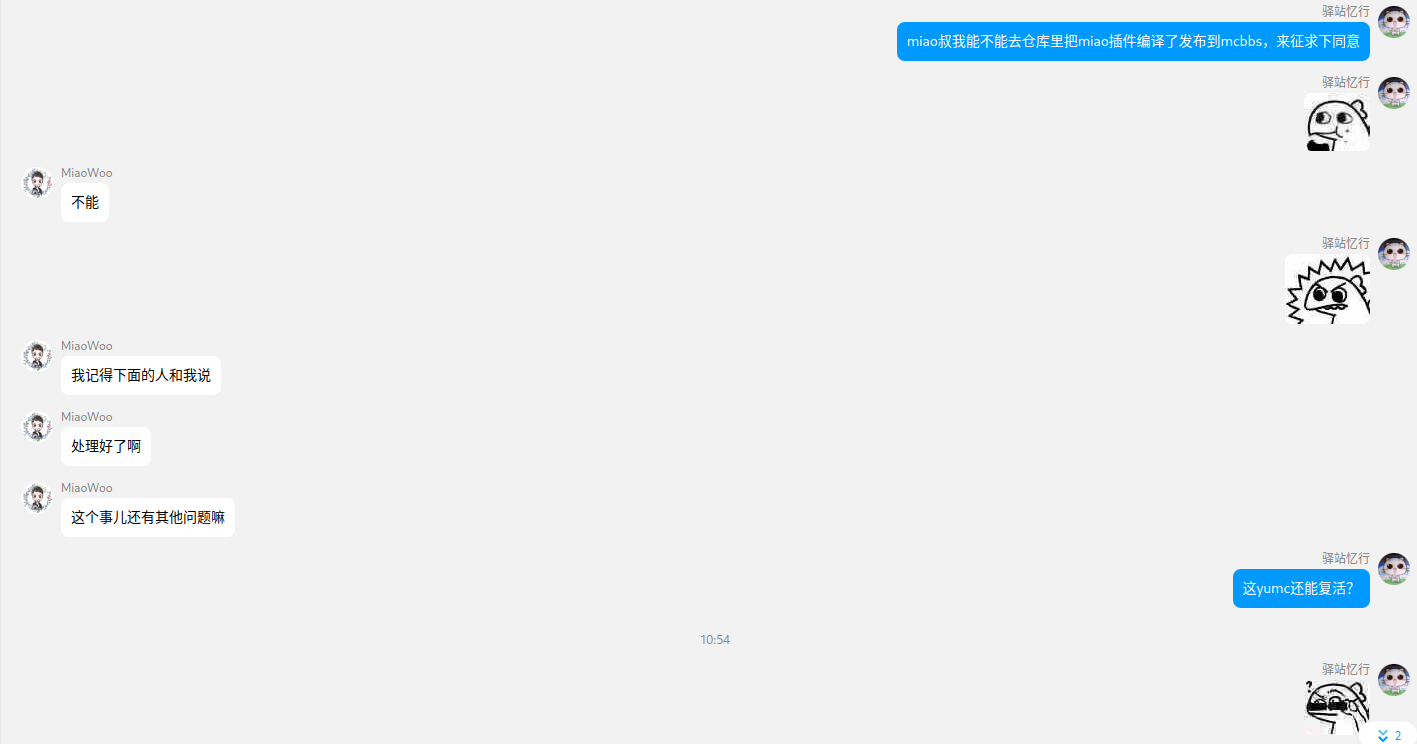 驿站忆行
miao叔我能不能去仓库里把miao插件编译了发布到mcbbs，来征求下同意
驿站忆行
MiaoWoo
不能
驿站忆行
MiaoWoo
我记得下面的人和我说
MiaoWoo
处理好了啊
MiaoWoo
这个事儿还有其他问题嘛
驿站忆行
这yumc还能复活？
10:54
驿站忆行
?
2